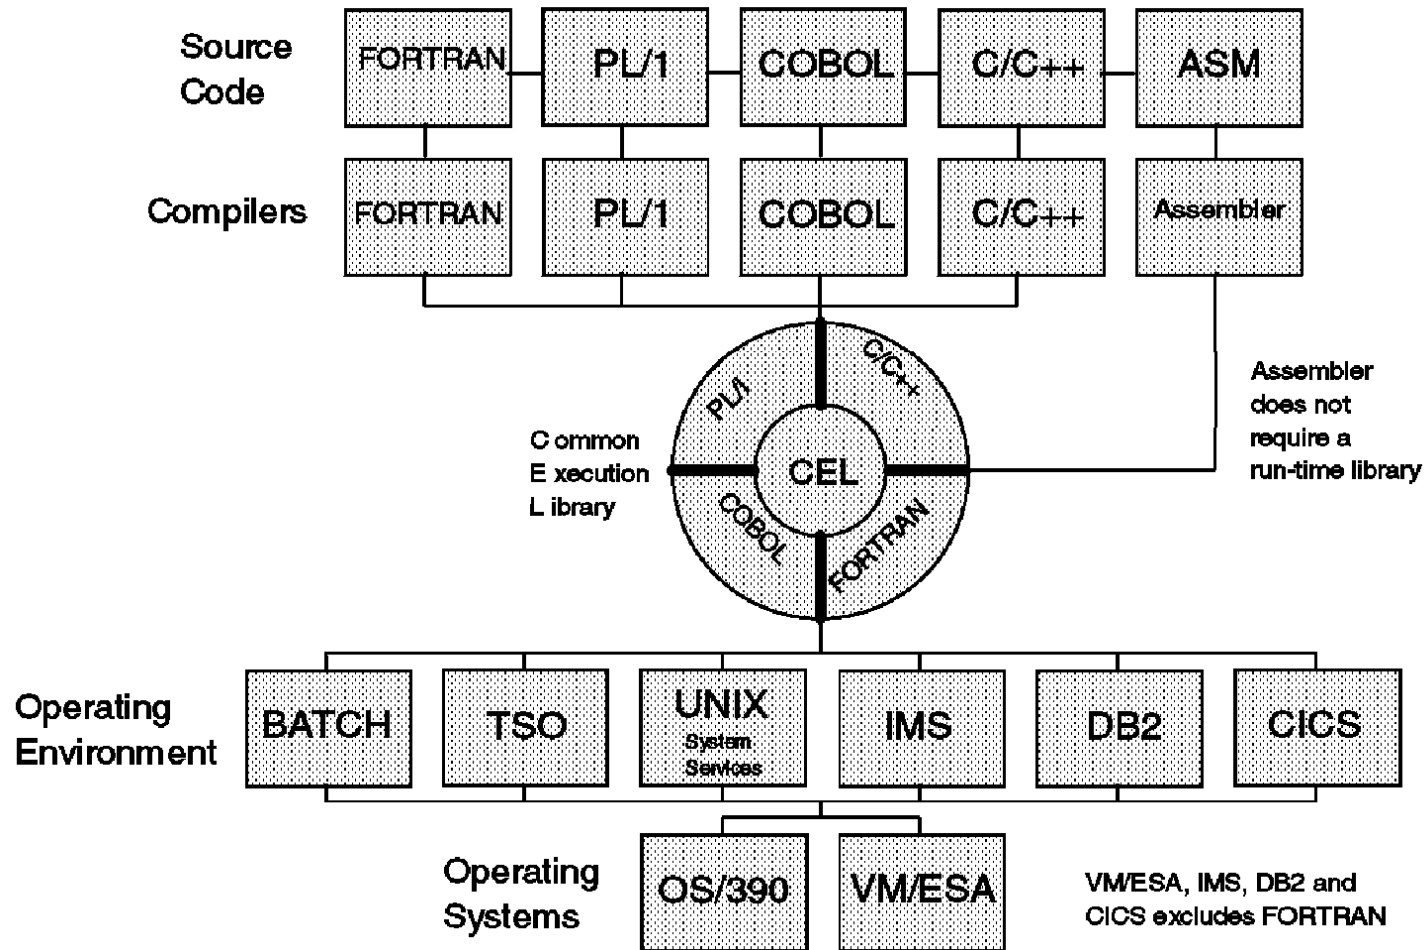 Source
Code
FORTRAN
PL/1
COBOL
C/C++
ASM
Compilers
FORTRAN
PL/1
COBOL
C/C++
Assembler
PL/I
C/C++
COBOL
FORTRAN
CEL
C ommon
E xecution
L ibrary
Assembler
does not
require a
run-time library
Operating
Environment
BATCH
TSO
UNIX
System
Services
IMS
DB2
CICS
Operating
Systems
OS/390
VM/ESA
VM/ESA, IMS, DB2 and
CICS excludes FORTRAN